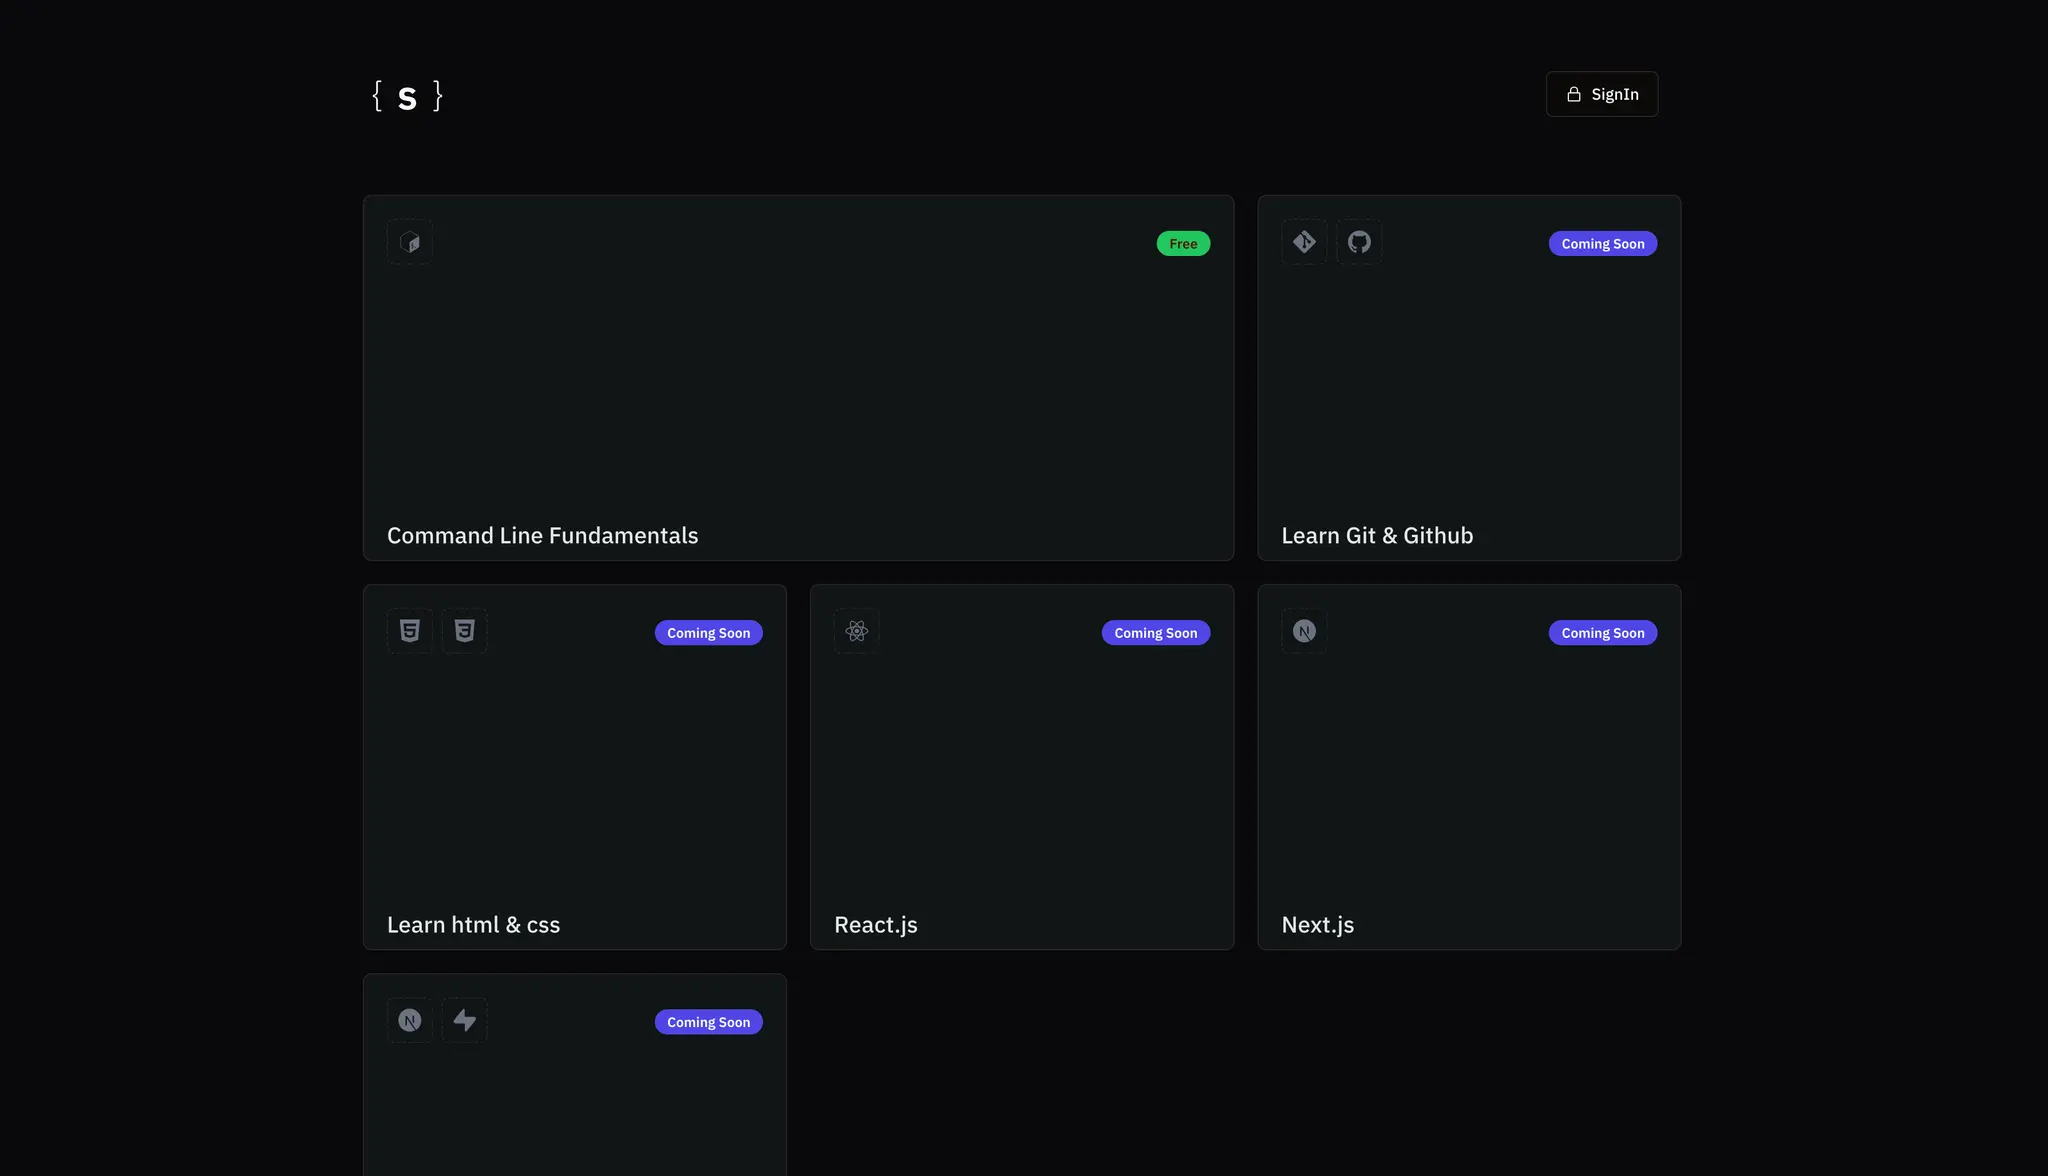 { s }
SignIn
Free
Coming Soon
Command Line Fundamentals
Learn Git & Github
Coming Soon
Coming Soon
Coming Soon
Learn html & css
React.js
Next.js
Coming Soon